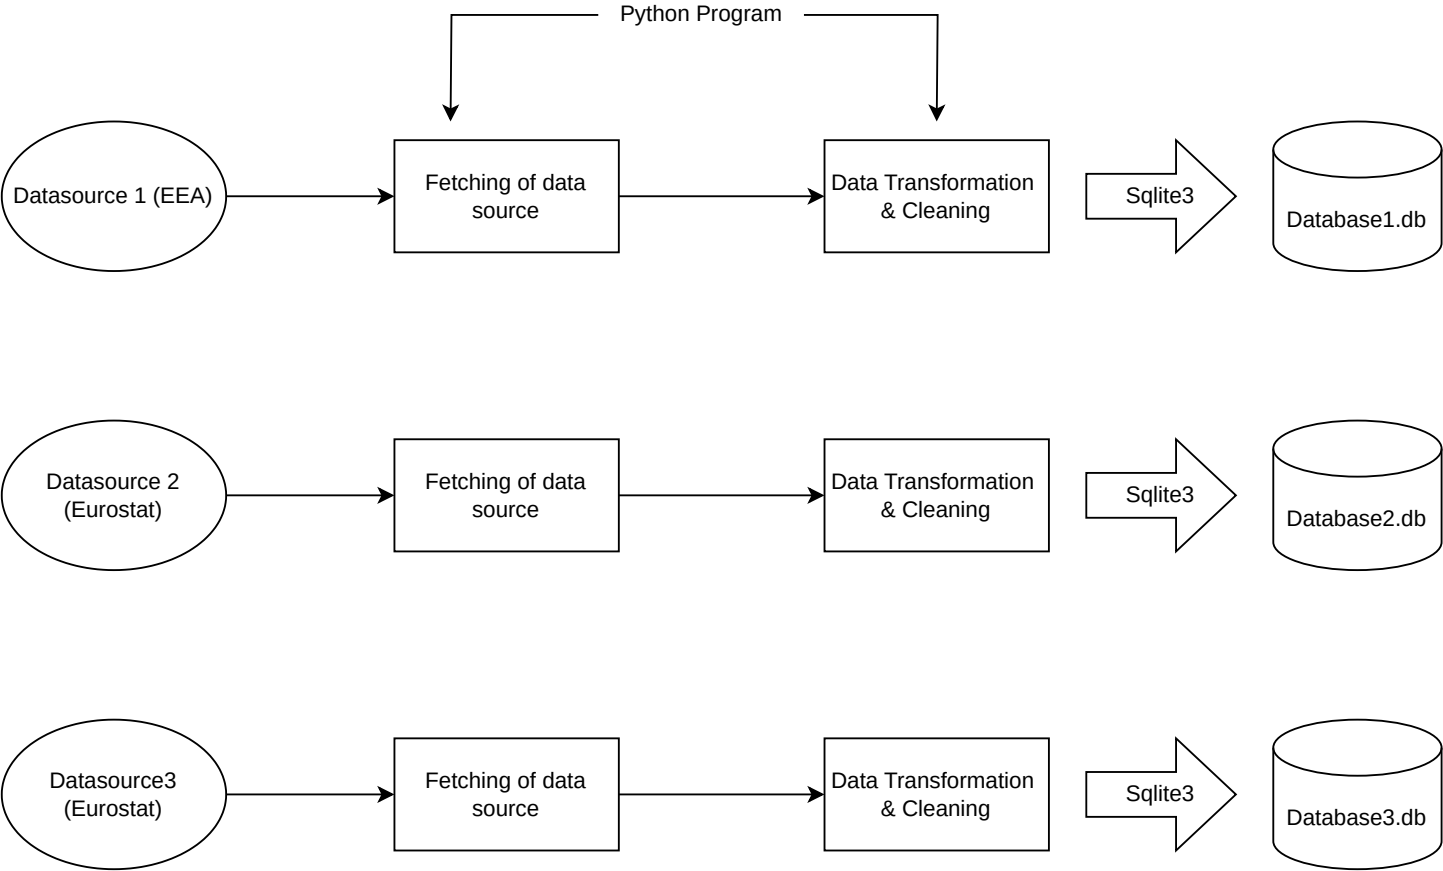 Python Program
Datasource 1 (EEA)
Fetching of data
source
Data Transformation
& Cleaning
Sqlite3
Database1.db
Datasource 2
(Eurostat)
Fetching of data
source
Data Transformation
& Cleaning
Sqlite3
Database2.db
Datasource3
(Eurostat)
Fetching of data
source
Data Transformation
& Cleaning
Sqlite3
Database3.db